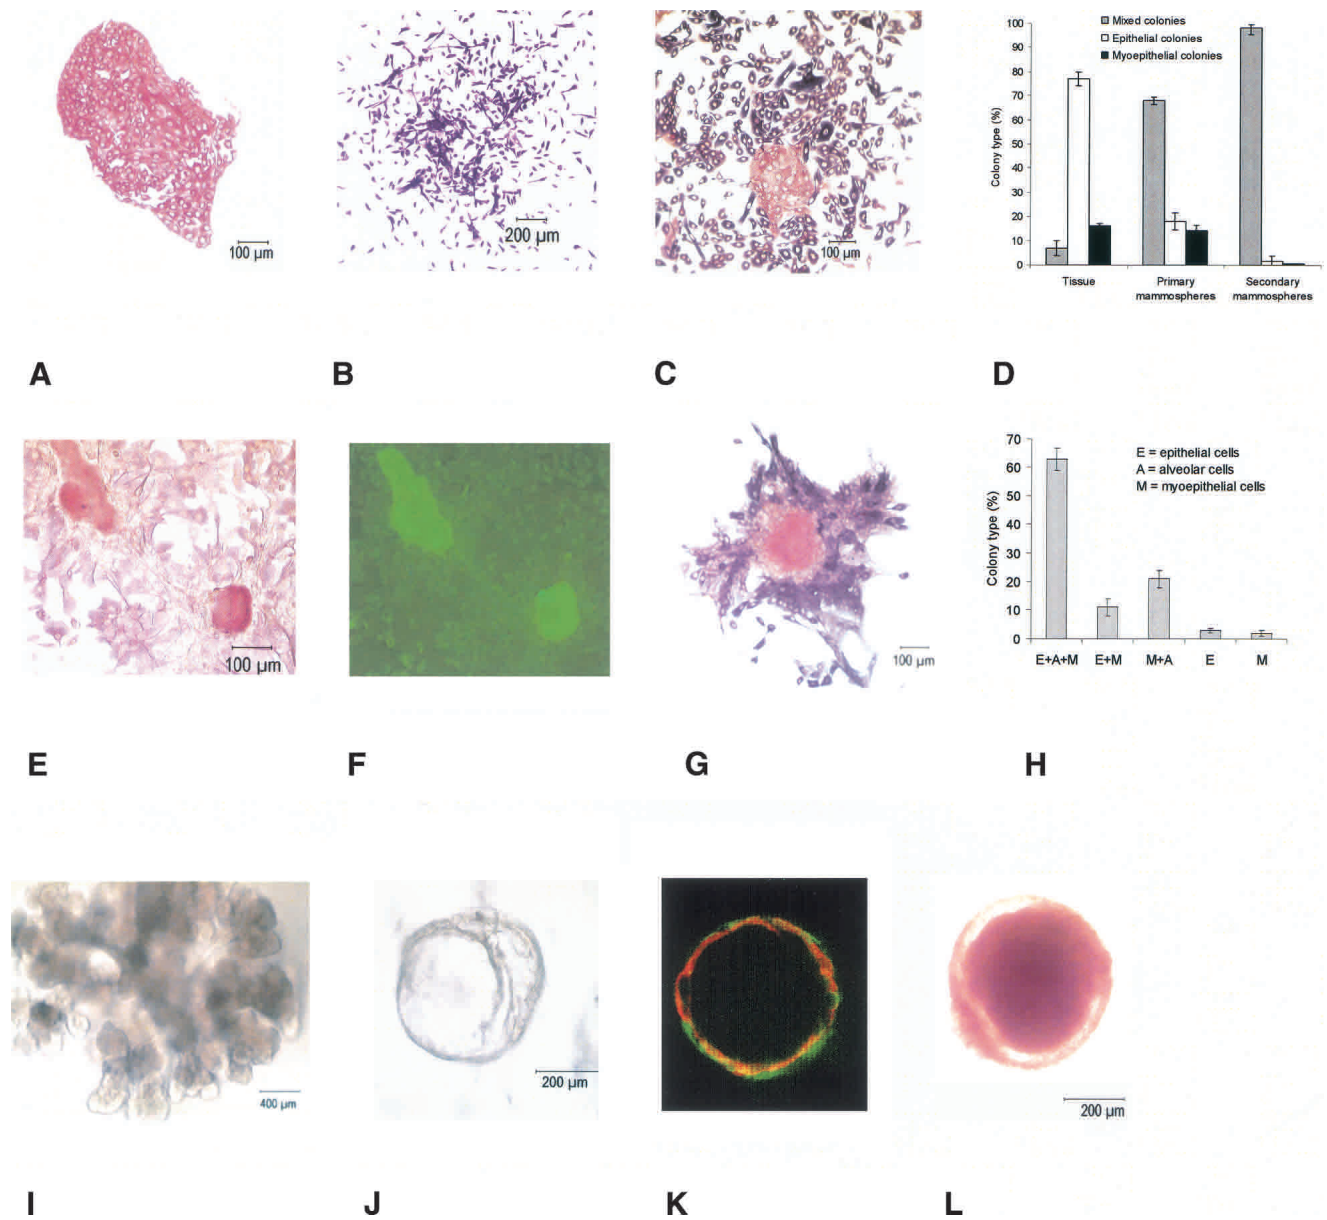 100 µm
200 µm
100 µm
Colony type (%)
100
90
80
70
60
50
40
30
20
10
0
Mixed colonies
Epithelial colonies
Myoepithelial colonies
Tissue
Primary
mammospheres
Secondary
mammospheres
A
B
C
D
100 µm
100 µm
Colony type (%)
70
60
50
40
30
20
10
0
E = epithelial cells
A = alveolar cells
M = myoepithelial cells
E+A+M
E+M
M+A
E
M
E
F
G
H
400 µm
200 µm
200 µm
I
J
K
L